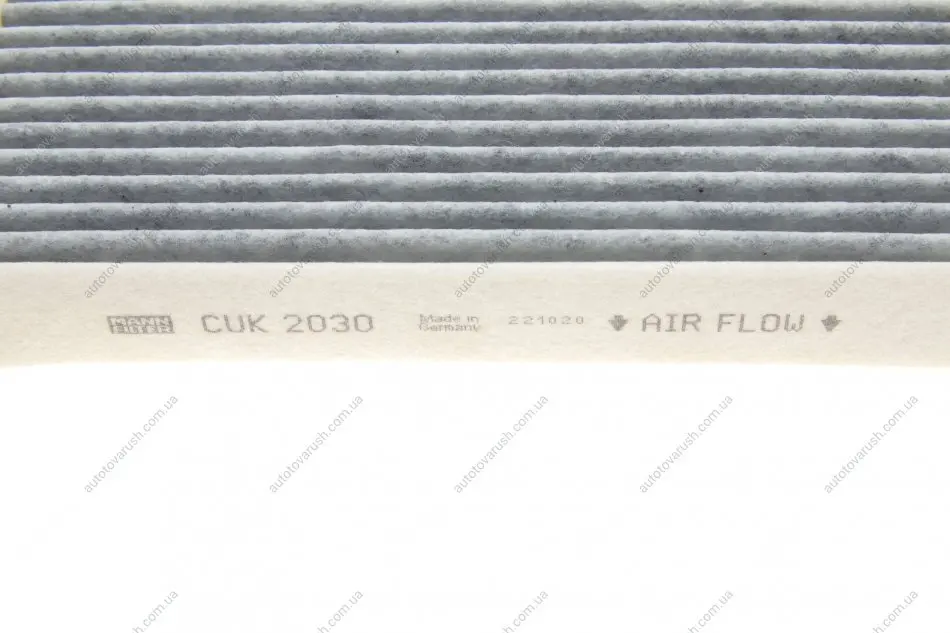 MANN FILTER CUK 2030 Made in Germany 221020 AIR FLOW
autotovarush.com.ua